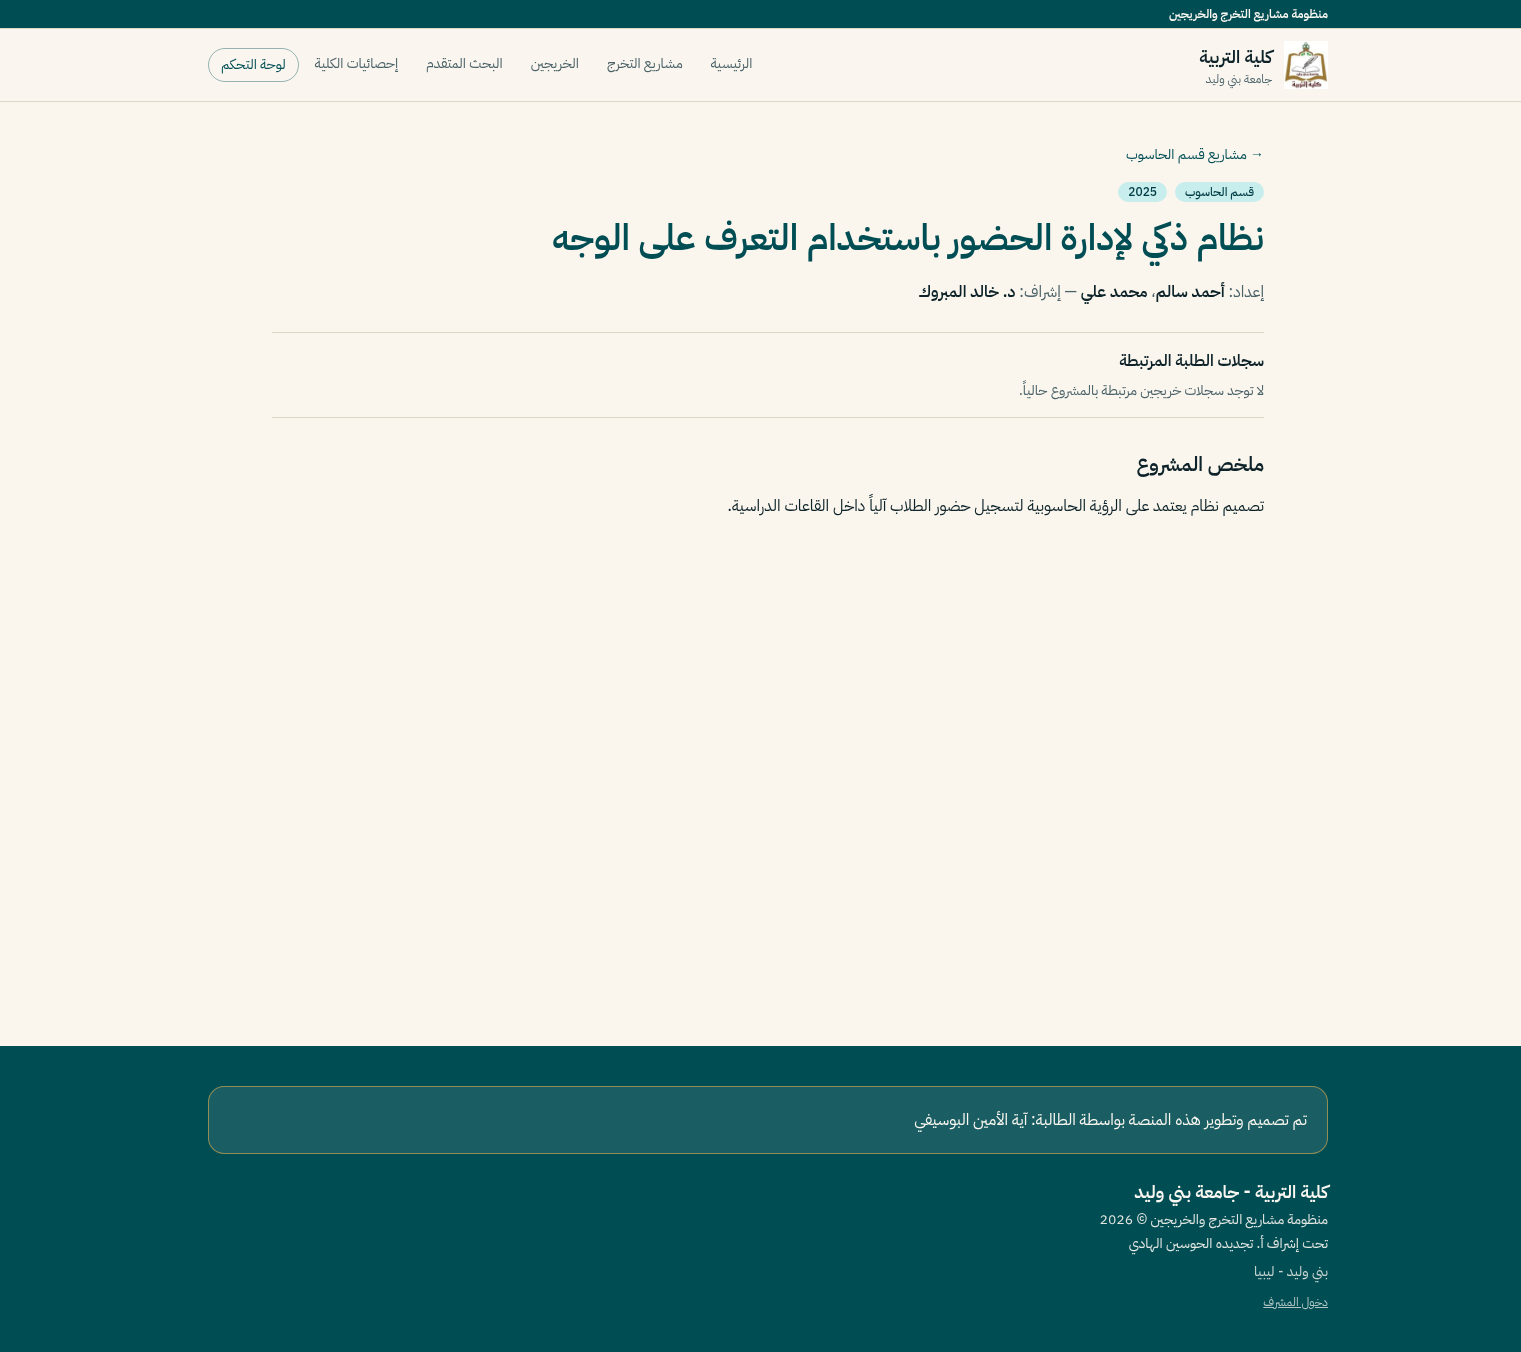 منظومة مشاريع التخرج والخريجين
كلية التربية
جامعة بني وليد
كلية التربية
الرئيسية
مشاريع التخرج
الخريجين
البحث المتقدم
إحصائيات الكلية
لوحة التحكم
→ مشاريع قسم الحاسوب
قسم الحاسوب
2025
نظام ذكي لإدارة الحضور باستخدام التعرف على الوجه
إعداد: أحمد سالم، محمد علي — إشراف: د. خالد المبروك
سجلات الطلبة المرتبطة
لا توجد سجلات خريجين مرتبطة بالمشروع حالياً.
ملخص المشروع
تصميم نظام يعتمد على الرؤية الحاسوبية لتسجيل حضور الطلاب آلياً داخل القاعات الدراسية.
تم تصميم وتطوير هذه المنصة بواسطة الطالبة: آية الأمين البوسيفي
كلية التربية - جامعة بني وليد
منظومة مشاريع التخرج والخريجين © 2026
تحت إشراف أ. تجديده الحوسين الهادي
بني وليد - ليبيا
دخول المشرف